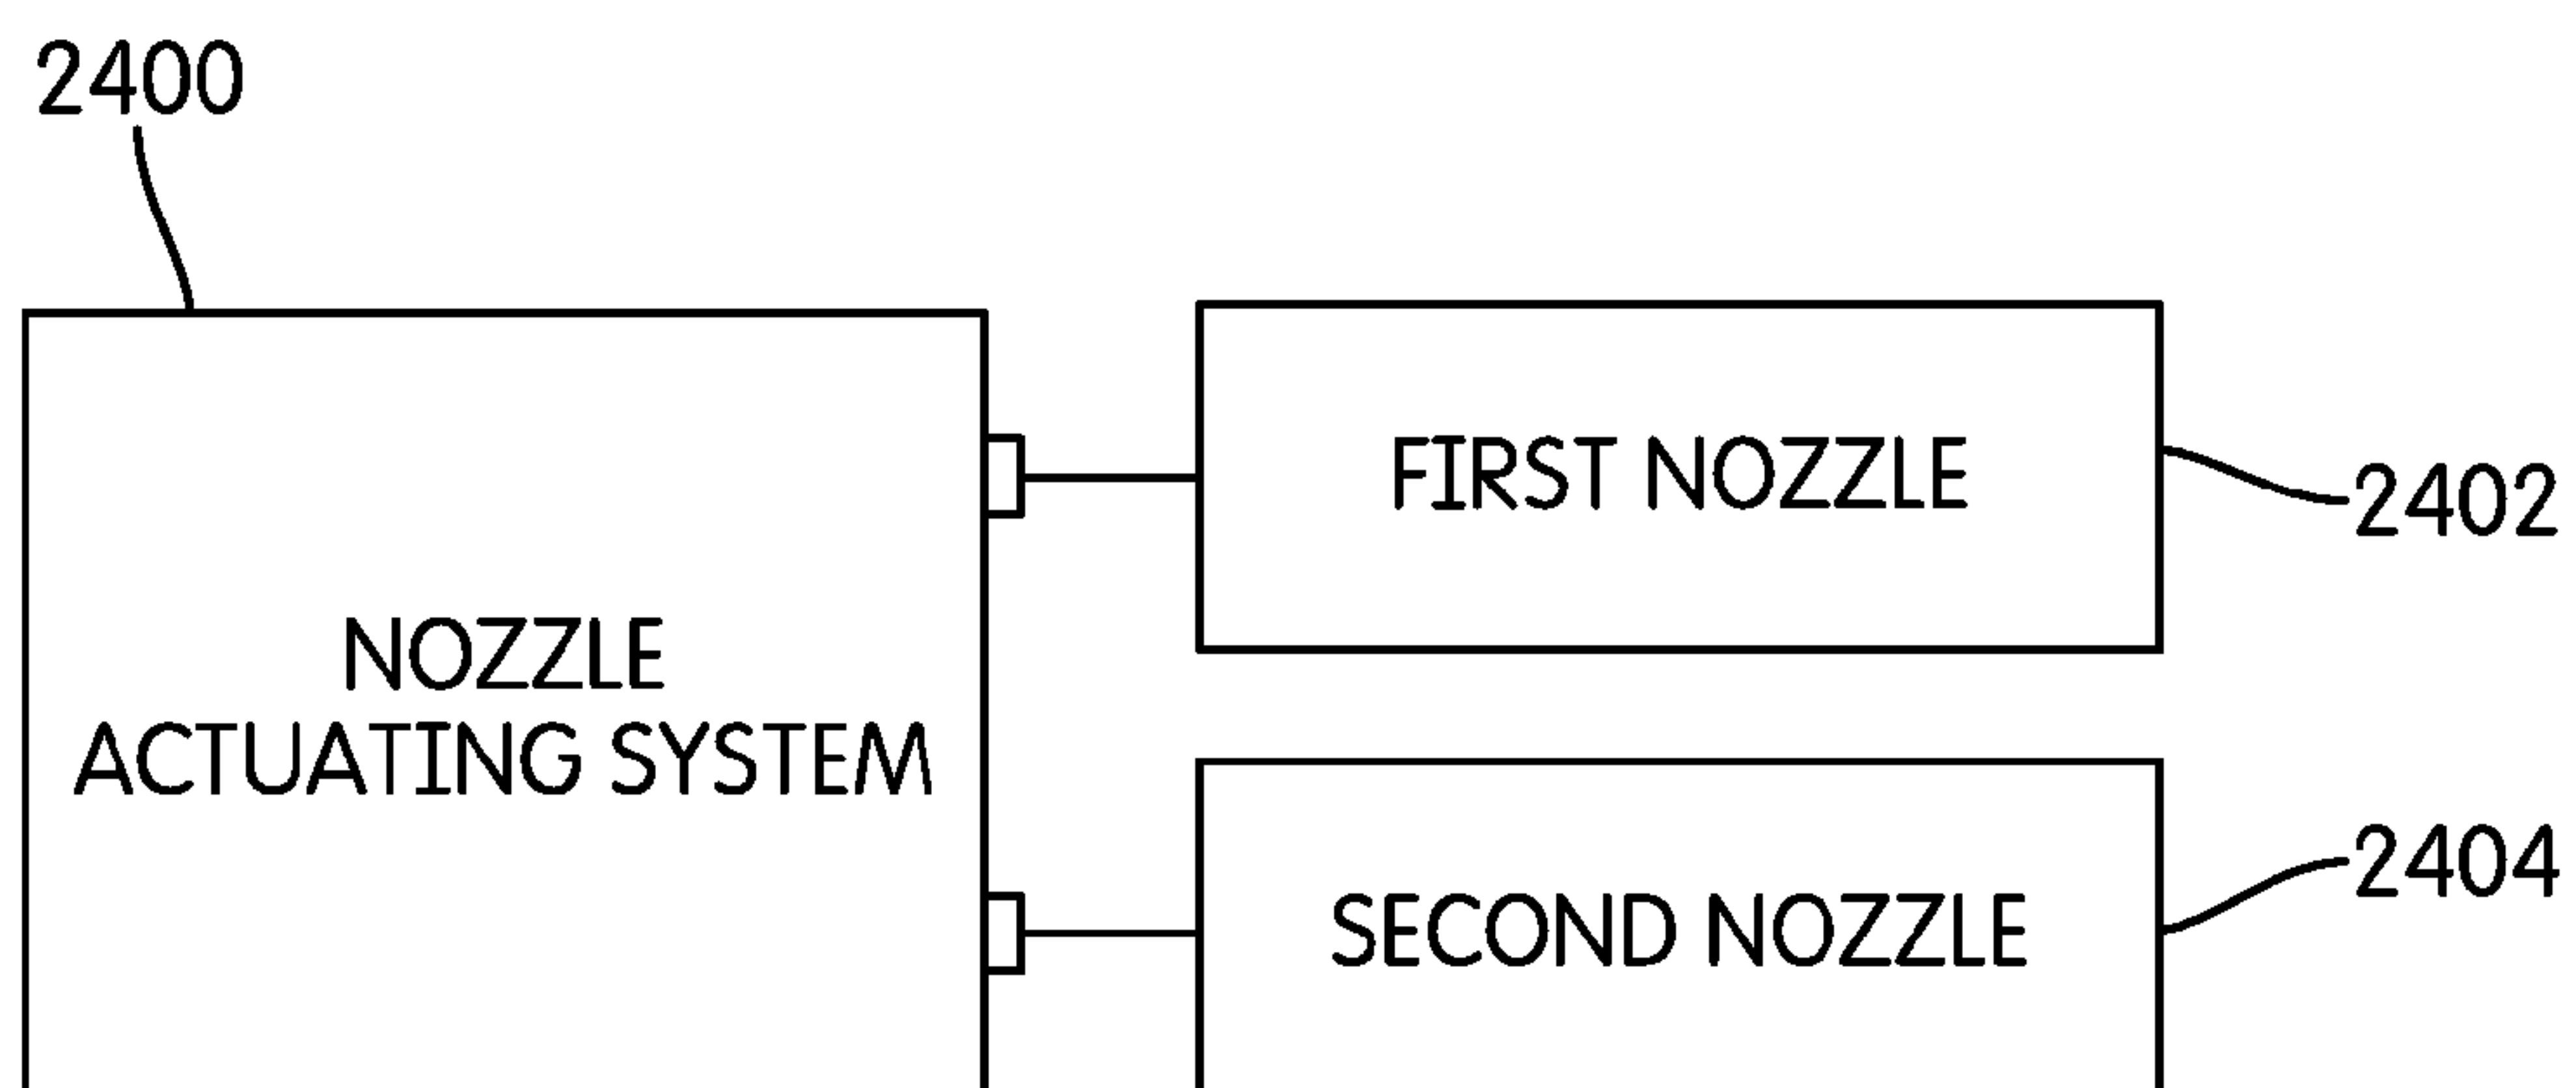 2400
FIRST NOZZLE
2402
NOZZLE
ACTUATING SYSTEM
2404
SECOND NOZZLE